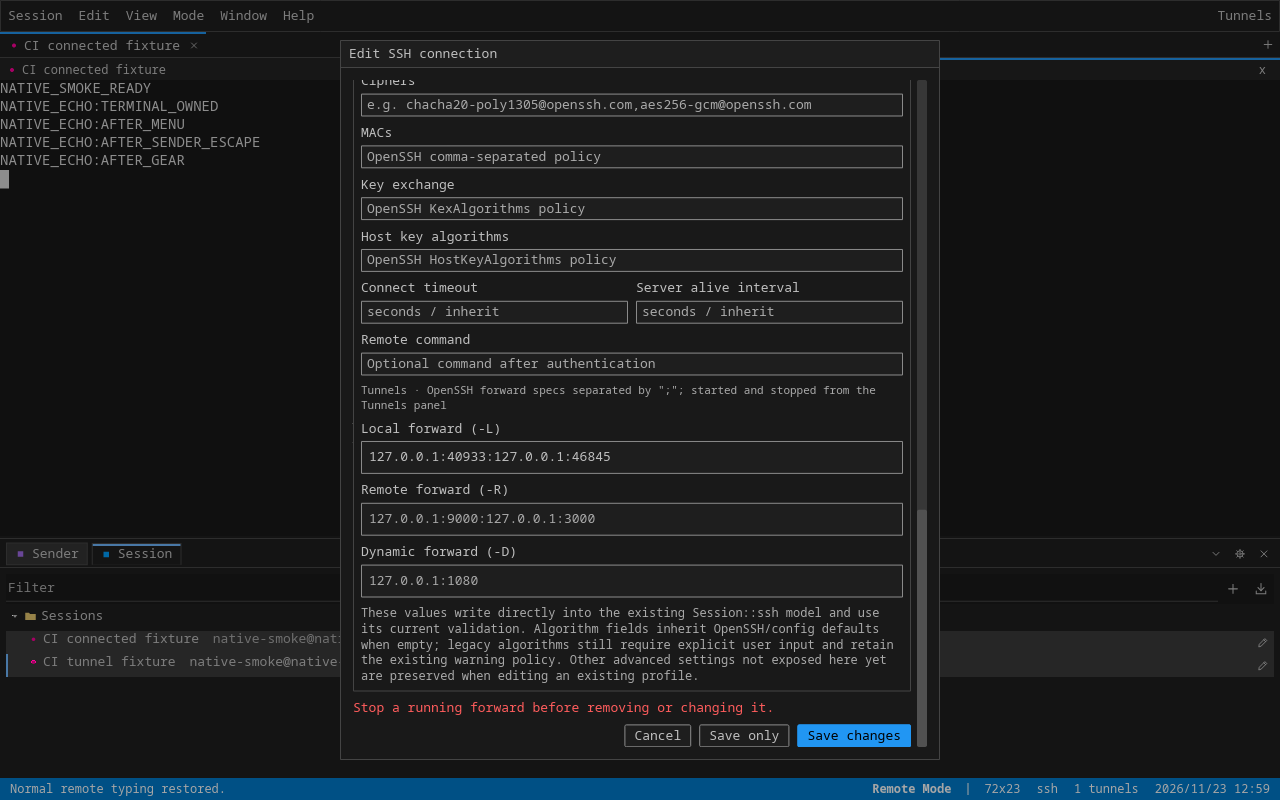 Session Edit View Mode Window Help Tunnels
CI connected fixture × +
CI connected fixture x
NATIVE_SMOKE_READY
NATIVE_ECHO:TERMINAL_OWNED
NATIVE_ECHO:AFTER_MENU
NATIVE_ECHO:AFTER_SENDER_ESCAPE
NATIVE_ECHO:AFTER_GEAR
Edit SSH connection
Ciphers
e.g. chacha20-poly1305@openssh.com,aes256-gcm@openssh.com
MACs
OpenSSH comma-separated policy
Key exchange
OpenSSH KexAlgorithms policy
Host key algorithms
OpenSSH HostKeyAlgorithms policy
Connect timeout Server alive interval
seconds / inherit seconds / inherit
Remote command
Optional command after authentication
Tunnels · OpenSSH forward specs separated by ";"; started and stopped from the
Tunnels panel
Local forward (-L)
127.0.0.1:40933:127.0.0.1:46845
Remote forward (-R)
127.0.0.1:9000:127.0.0.1:3000
Dynamic forward (-D)
127.0.0.1:1080
These values write directly into the existing Session::ssh model and use
its current validation. Algorithm fields inherit OpenSSH/config defaults
when empty; legacy algorithms still require explicit user input and retain
the existing warning policy. Other advanced settings not exposed here yet
are preserved when editing an existing profile.
Stop a running forward before removing or changing it.
Cancel Save only Save changes
Sender Session
Filter
Sessions
CI connected fixture native-smoke@nati
CI tunnel fixture native-smoke@native-
Normal remote typing restored. Remote Mode | 72x23 ssh 1 tunnels 2026/11/23 12:59